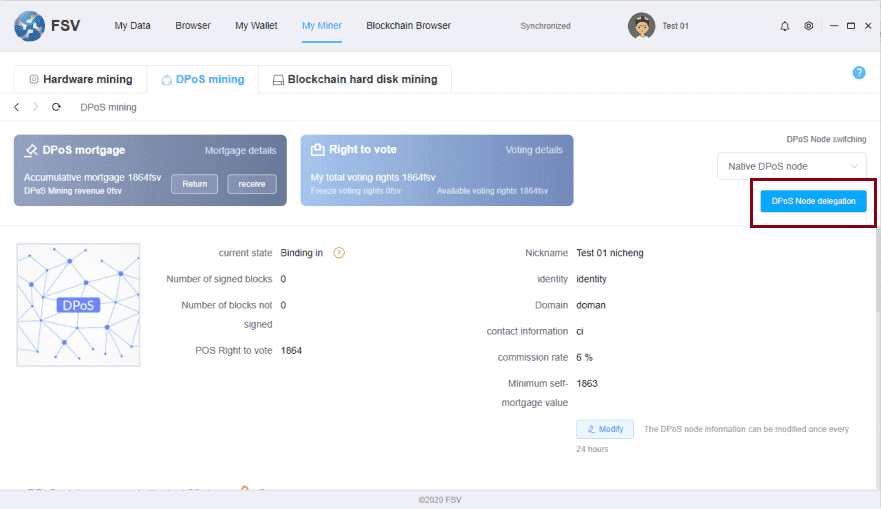 FSV
My Data
Browser
My Wallet
My Miner
Blockchain Browser
Synchronized
Test 01
Hardware mining
DPoS mining
Blockchain hard disk mining
?
DPoS mining
DPoS mortgage
Mortgage details
Accumulative mortgage 1864fsv
DPoS Mining revenue 0fsv
Return
receive
Right to vote
Voting details
My total voting rights 1864fsv
Freeze voting rights 0fsv
Available voting rights 1864fsv
DPoS Node switching
Native DPoS node
DPoS Node delegation
DPoS
current state Binding in ?
Number of signed blocks 0
Number of blocks not 0
signed
POS Right to vote 1864
Nickname Test 01 nicheng
identity identity
Domain doman
contact information ci
commission rate 6 %
Minimum self- 1863
mortgage value
Modify
The DPoS node information can be modified once every
24 hours
©2020 FSV